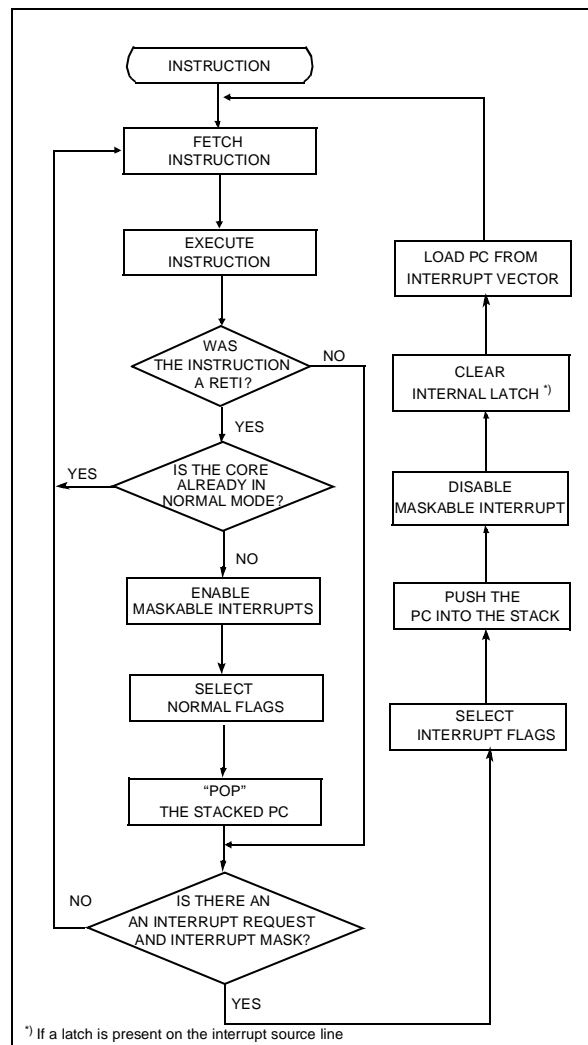 INSTRUCTION
FETCH
INSTRUCTION
EXECUTE
INSTRUCTION
WAS
THE INSTRUCTION
A RETI?
NO
YES
IS THE CORE
ALREADY IN
NORMAL MODE?
YES
NO
ENABLE
MASKABLE INTERRUPTS
SELECT
NORMAL FLAGS
“POP”
THE STACKED PC
IS THERE AN
AN INTERRUPT REQUEST
AND INTERRUPT MASK?
NO
YES
SELECT
INTERRUPT FLAGS
PUSH THE
PC INTO THE STACK
DISABLE
MASKABLE INTERRUPT
CLEAR
INTERNAL LATCH *)
LOAD PC FROM
INTERRUPT VECTOR
*) If a latch is present on the interrupt source line